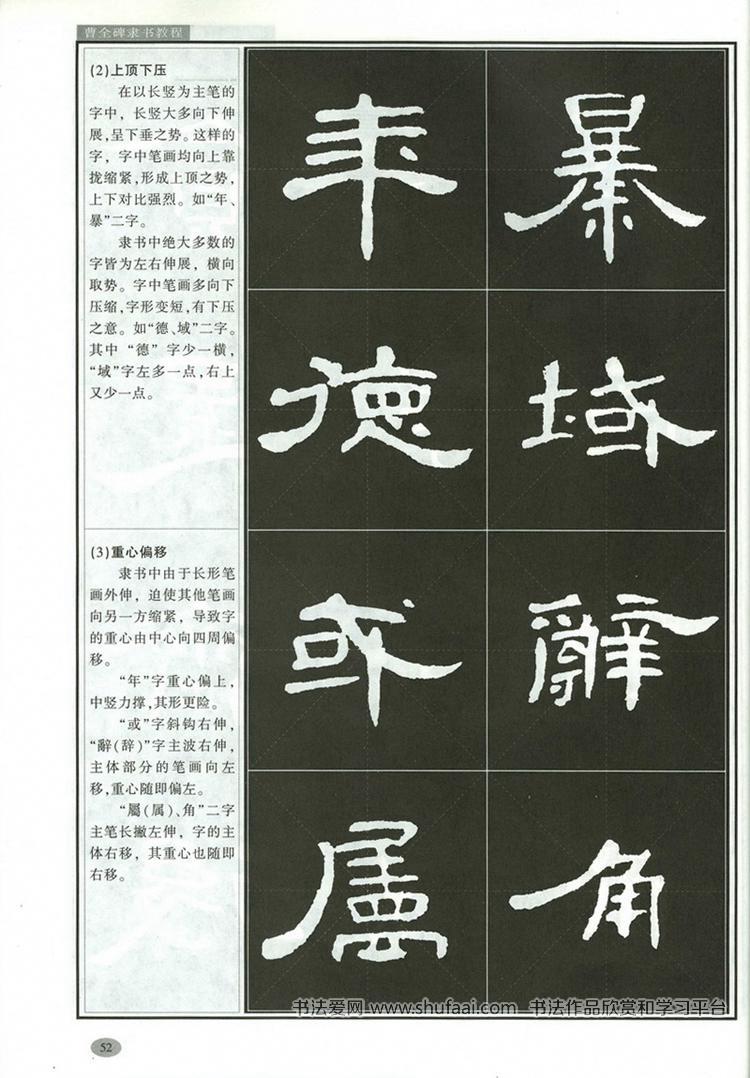 曹全碑隶书教程
(2)上顶下压
在以长竖为主笔的
字中，长竖大多向下伸
展，呈下垂之势。这样的
字，字中笔画均向上靠
拢缩紧，形成上顶之势，
上下对比强烈。如“年、
暴”二字。
隶书中绝大多数的
字皆为左右伸展，横向
取势。字中笔画多向下
压缩，字形变短，有下压
之意。如“德、域”二字。
其中“德”字少一横，
“域”字左多一点，右上
又少一点。
(3)重心偏移
隶书中由于长形笔
画外伸，迫使其他笔画
向另一方缩紧，导致字
的重心由中心向四周偏
移。
“年”字重心偏上，
中竖力撑，其形更险。
“或”字斜钩右伸，
“辭(辞)”字主波右伸，
主体部分的笔画向左
移，重心随即偏左。
“屬(属)、角”二字
主笔长撇左伸，字的主
体右移，其重心也随即
右移。
年 暴
德 域
或 辭
屬 角
书法爱网 www.shufaai.com 书法作品欣赏和学习平台
52